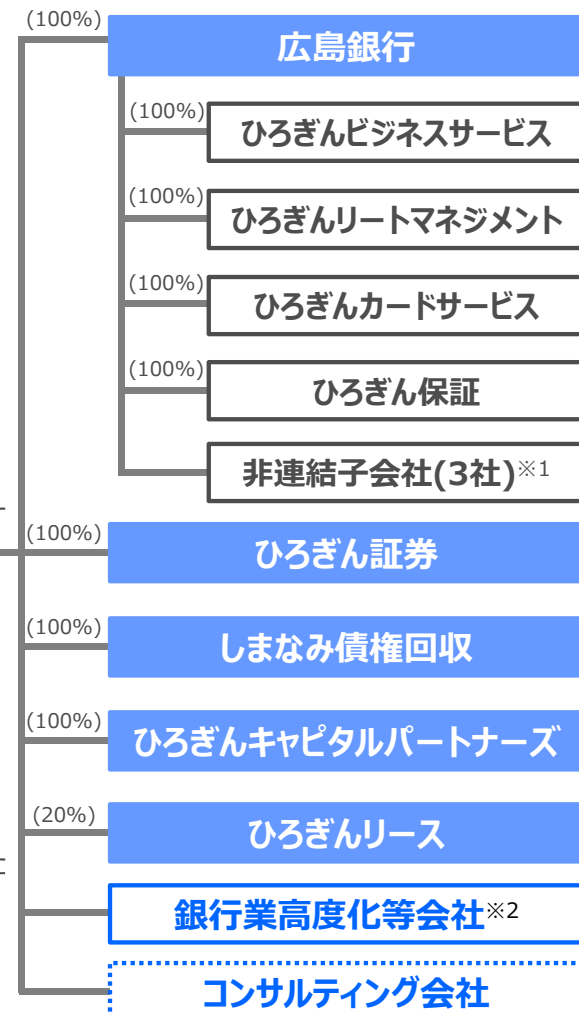 (100%)
広島銀行
(100%)
ひろぎんビジネスサービス
(100%)
ひろぎんリートマネジメント
(100%)
ひろぎんカードサービス
(100%)
ひろぎん保証
非連結子会社(3社)※1
(100%)
ひろぎん証券
(100%)
しまなみ債権回収
(100%)
ひろぎんキャピタルパートナーズ
(20%)
ひろぎんリース
銀行業高度化等会社※2
コンサルティング会社